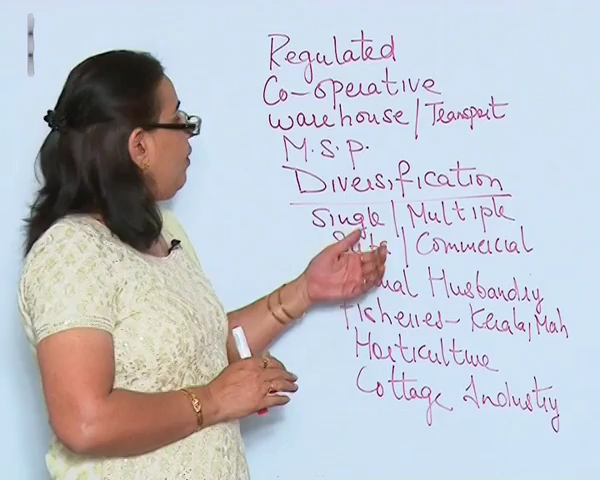 Regulated
Co-operative
Warehouse/Transport
M.S.P.
Diversification
Single/Multiple
/ Commercial
Husbandry
Fisheries-Kerala, Mah
Horticulture
Cottage Industry